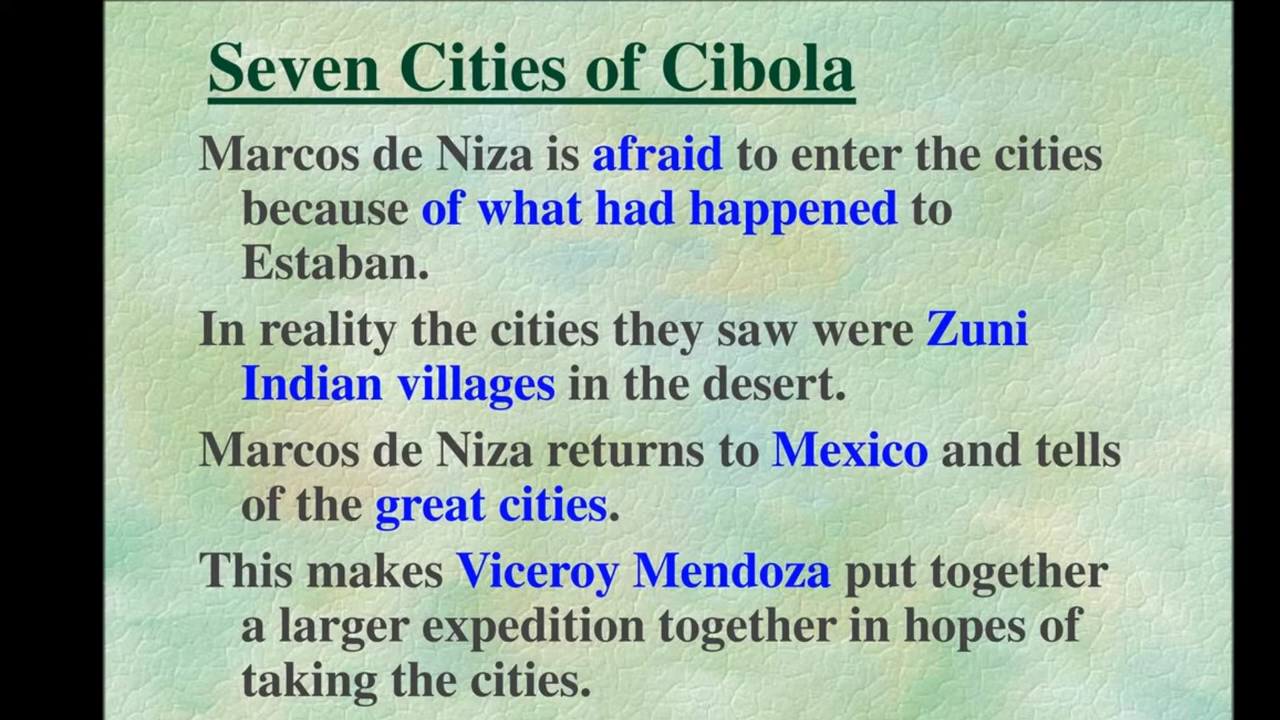 Seven Cities of Cibola
Marcos de Niza is afraid to enter the cities
because of what had happened to
Estaban.
In reality the cities they saw were Zuni
Indian villages in the desert.
Marcos de Niza returns to Mexico and tells
of the great cities.
This makes Viceroy Mendoza put together
a larger expedition together in hopes of
taking the cities.